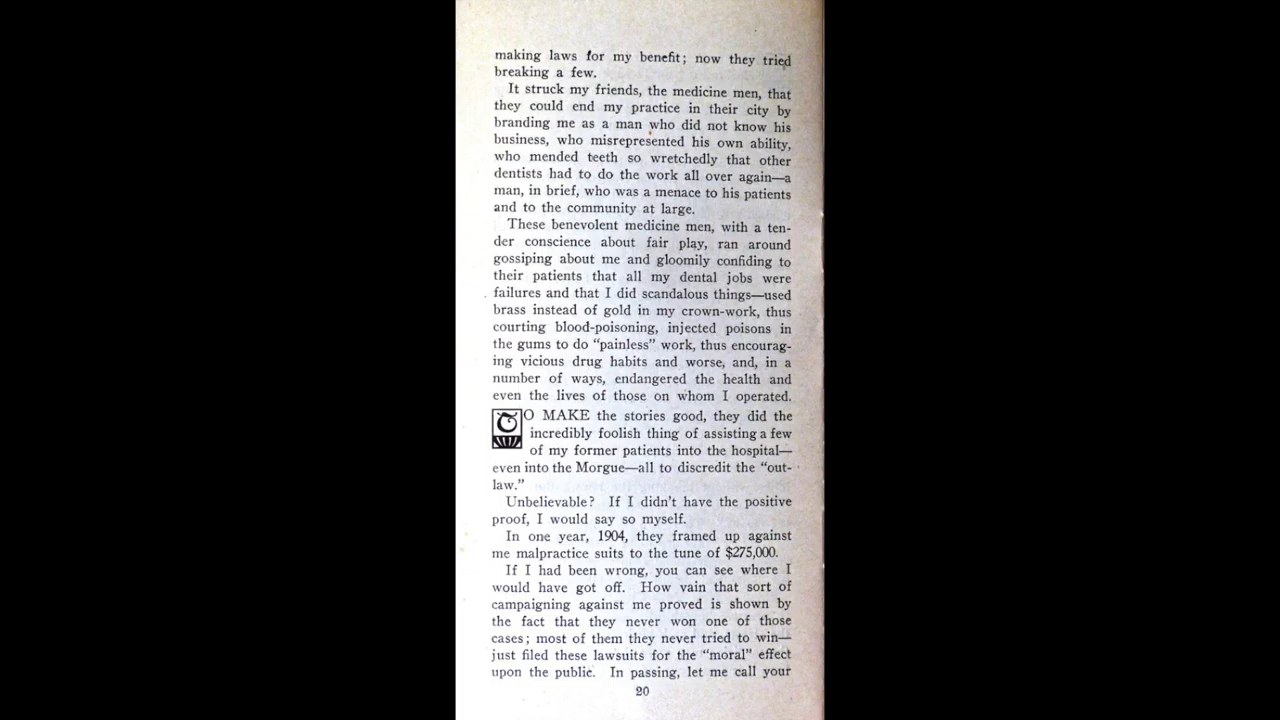 making laws for my benefit; now they tried
breaking a few.
It struck my friends, the medicine men, that
they could end my practice in their city by
branding me as a man who did not know his
business, who misrepresented his own ability,
who mended teeth so wretchedly that other
dentists had to do the work all over again—a
man, in brief, who was a menace to his patients
and to the community at large.
These benevolent medicine men, with a ten-
der conscience about fair play, ran around
gossiping about me and gloomily confiding to
their patients that all my dental jobs were
failures and that I did scandalous things—used
brass instead of gold in my crown-work, thus
courting blood-poisoning, injected poisons in
the gums to do “painless” work, thus encourag-
ing vicious drug habits and worse, and, in a
number of ways, endangered the health and
even the lives of those on whom I operated.
TO MAKE the stories good, they did the
incredibly foolish thing of assisting a few
of my former patients into the hospital—
even into the Morgue—all to discredit the “out-
law.”
Unbelievable? If I didn’t have the positive
proof, I would say so myself.
In one year, 1904, they framed up against
me malpractice suits to the tune of $275,000.
If I had been wrong, you can see where I
would have got off. How vain that sort of
campaigning against me proved is shown by
the fact that they never won one of those
cases; most of them they never tried to win—
just filed these lawsuits for the “moral” effect
upon the public. In passing, let me call your
20